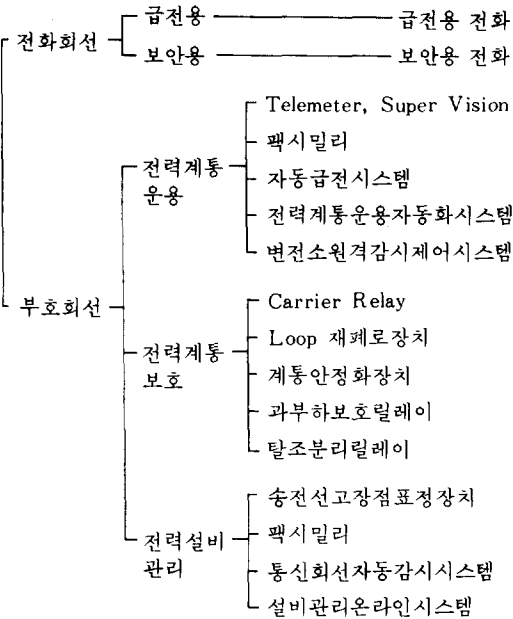 전화회선
급전용
급전용 전화
보안용
보안용 전화
부호회선
전력계통
운용
Telemeter, Super Vision
팩시밀리
자동급전시스템
전력계통운용자동화시스템
변전소원격감시제어시스템
전력계통
보호
Carrier Relay
Loop 재폐로장치
계통안정화장치
과부하보호릴레이
탈조분리릴레이
전력설비
관리
송전선고장점표정장치
팩시밀리
통신회선자동감시시스템
설비관리온라인시스템